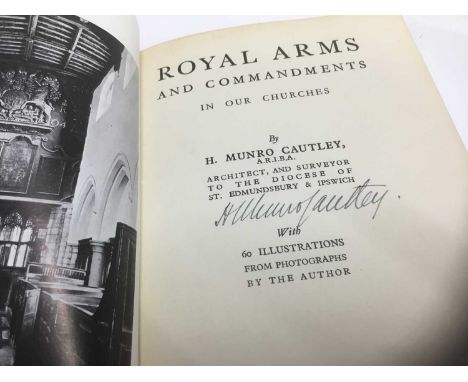 ROYAL ARMS
AND COMMANDMENTS
IN OUR CHURCHES
By
H. MUNRO CAUTLEY,
A.R.I.B.A.
ARCHITECT, AND SURVEYOR
TO THE DIOCESE OF
ST. EDMUNDSBURY & IPSWICH
H Munro Cautley.
With
60 ILLUSTRATIONS
FROM PHOTOGRAPHS
BY THE AUTHOR